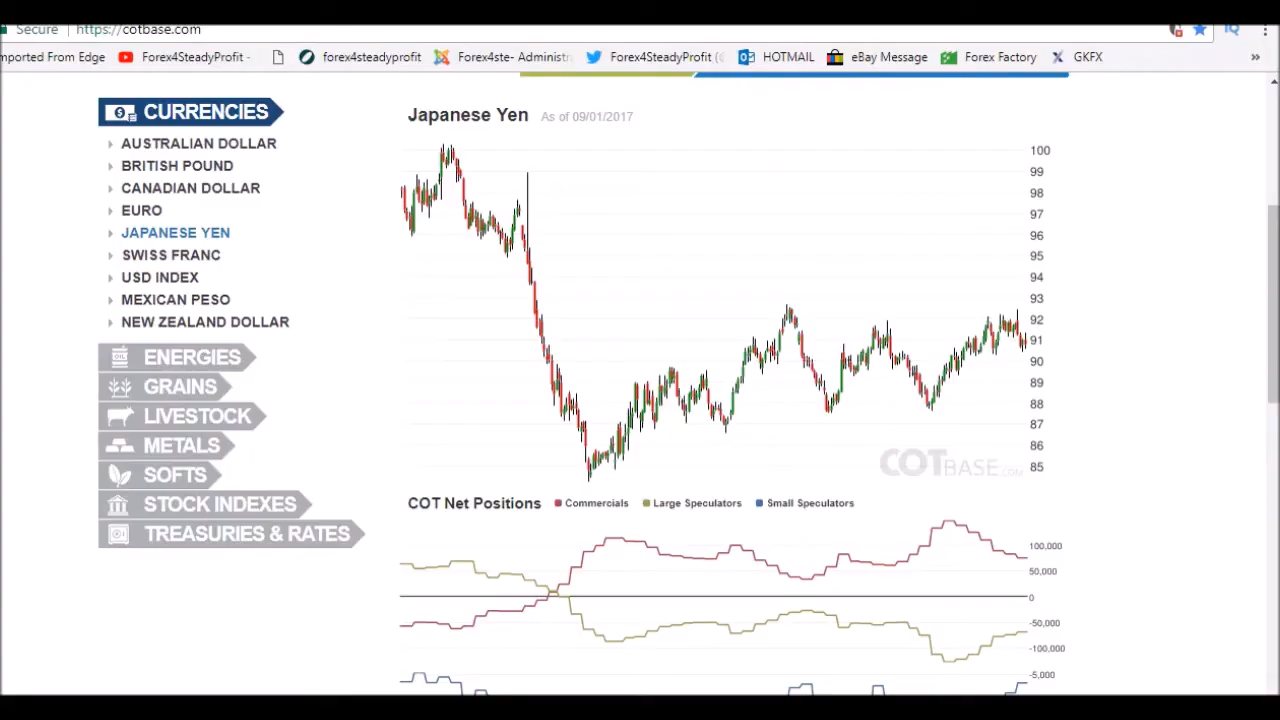 Secure https://cotbase.com
mported From Edge Forex4SteadyProfit - forex4steadyprofit Forex4ste- Administra Forex4SteadyProfit (@ HOTMAIL eBay Message Forex Factory GKFX »
CURRENCIES
AUSTRALIAN DOLLAR
BRITISH POUND
CANADIAN DOLLAR
EURO
JAPANESE YEN
SWISS FRANC
USD INDEX
MEXICAN PESO
NEW ZEALAND DOLLAR
ENERGIES
GRAINS
LIVESTOCK
METALS
SOFTS
STOCK INDEXES
TREASURIES & RATES
Japanese Yen As of 09/01/2017
100
99
98
97
96
95
94
93
92
91
90
89
88
87
86
85
COTBASE.COM
COT Net Positions Commercials Large Speculators Small Speculators
100,000
50,000
0
-50,000
-100,000
-5,000